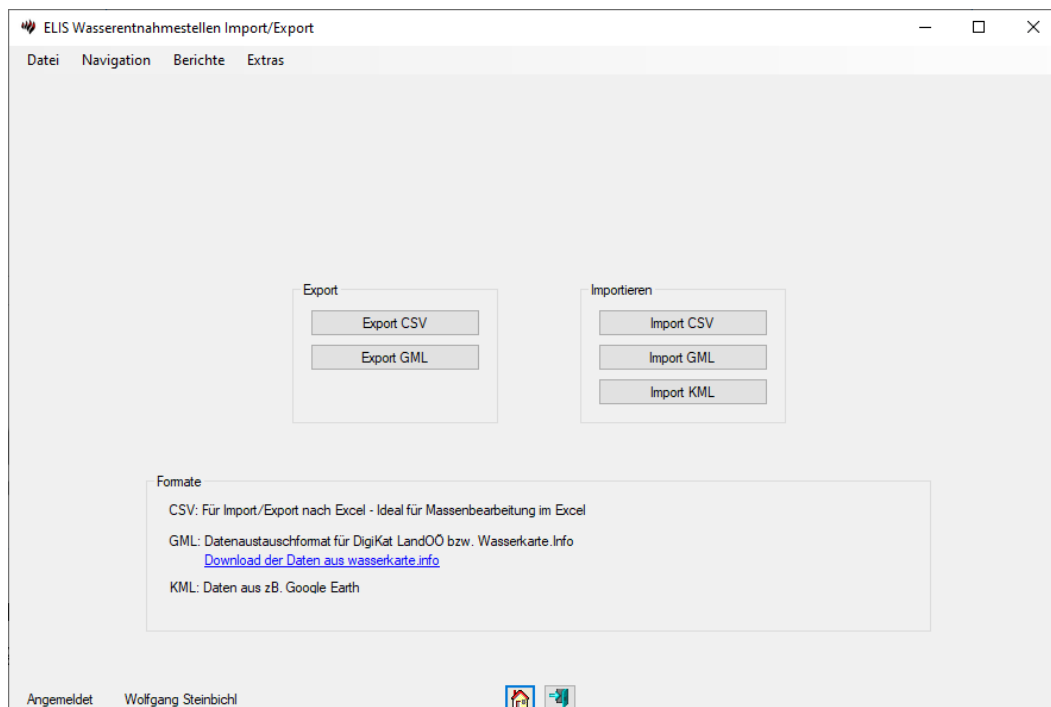 ELIS Wasserentnahmestellen Import/Export
Datei Navigation Berichte Extras
Export
Export CSV
Export GML
Importieren
Import CSV
Import GML
Import KML
Formate
CSV: Für Import/Export nach Excel - Ideal für Massenbearbeitung im Excel
GML: Datenaustauschformat für DigiKat LandOÖ bzw. Wasserkarte.Info
Download der Daten aus wasserkarte.info
KML: Daten aus zB. Google Earth
Angemeldet Wolfgang Steinbichl